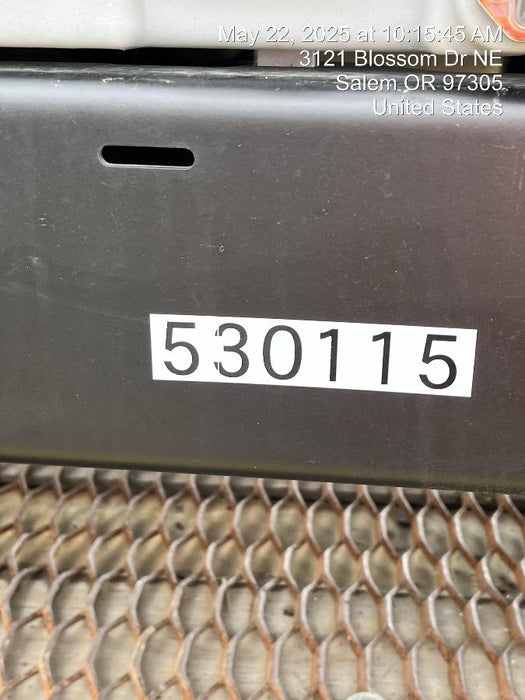 May 22, 2025 at 10:15:45 AM
3121 Blossom Dr NE
Salem OR 97305
United States
530115